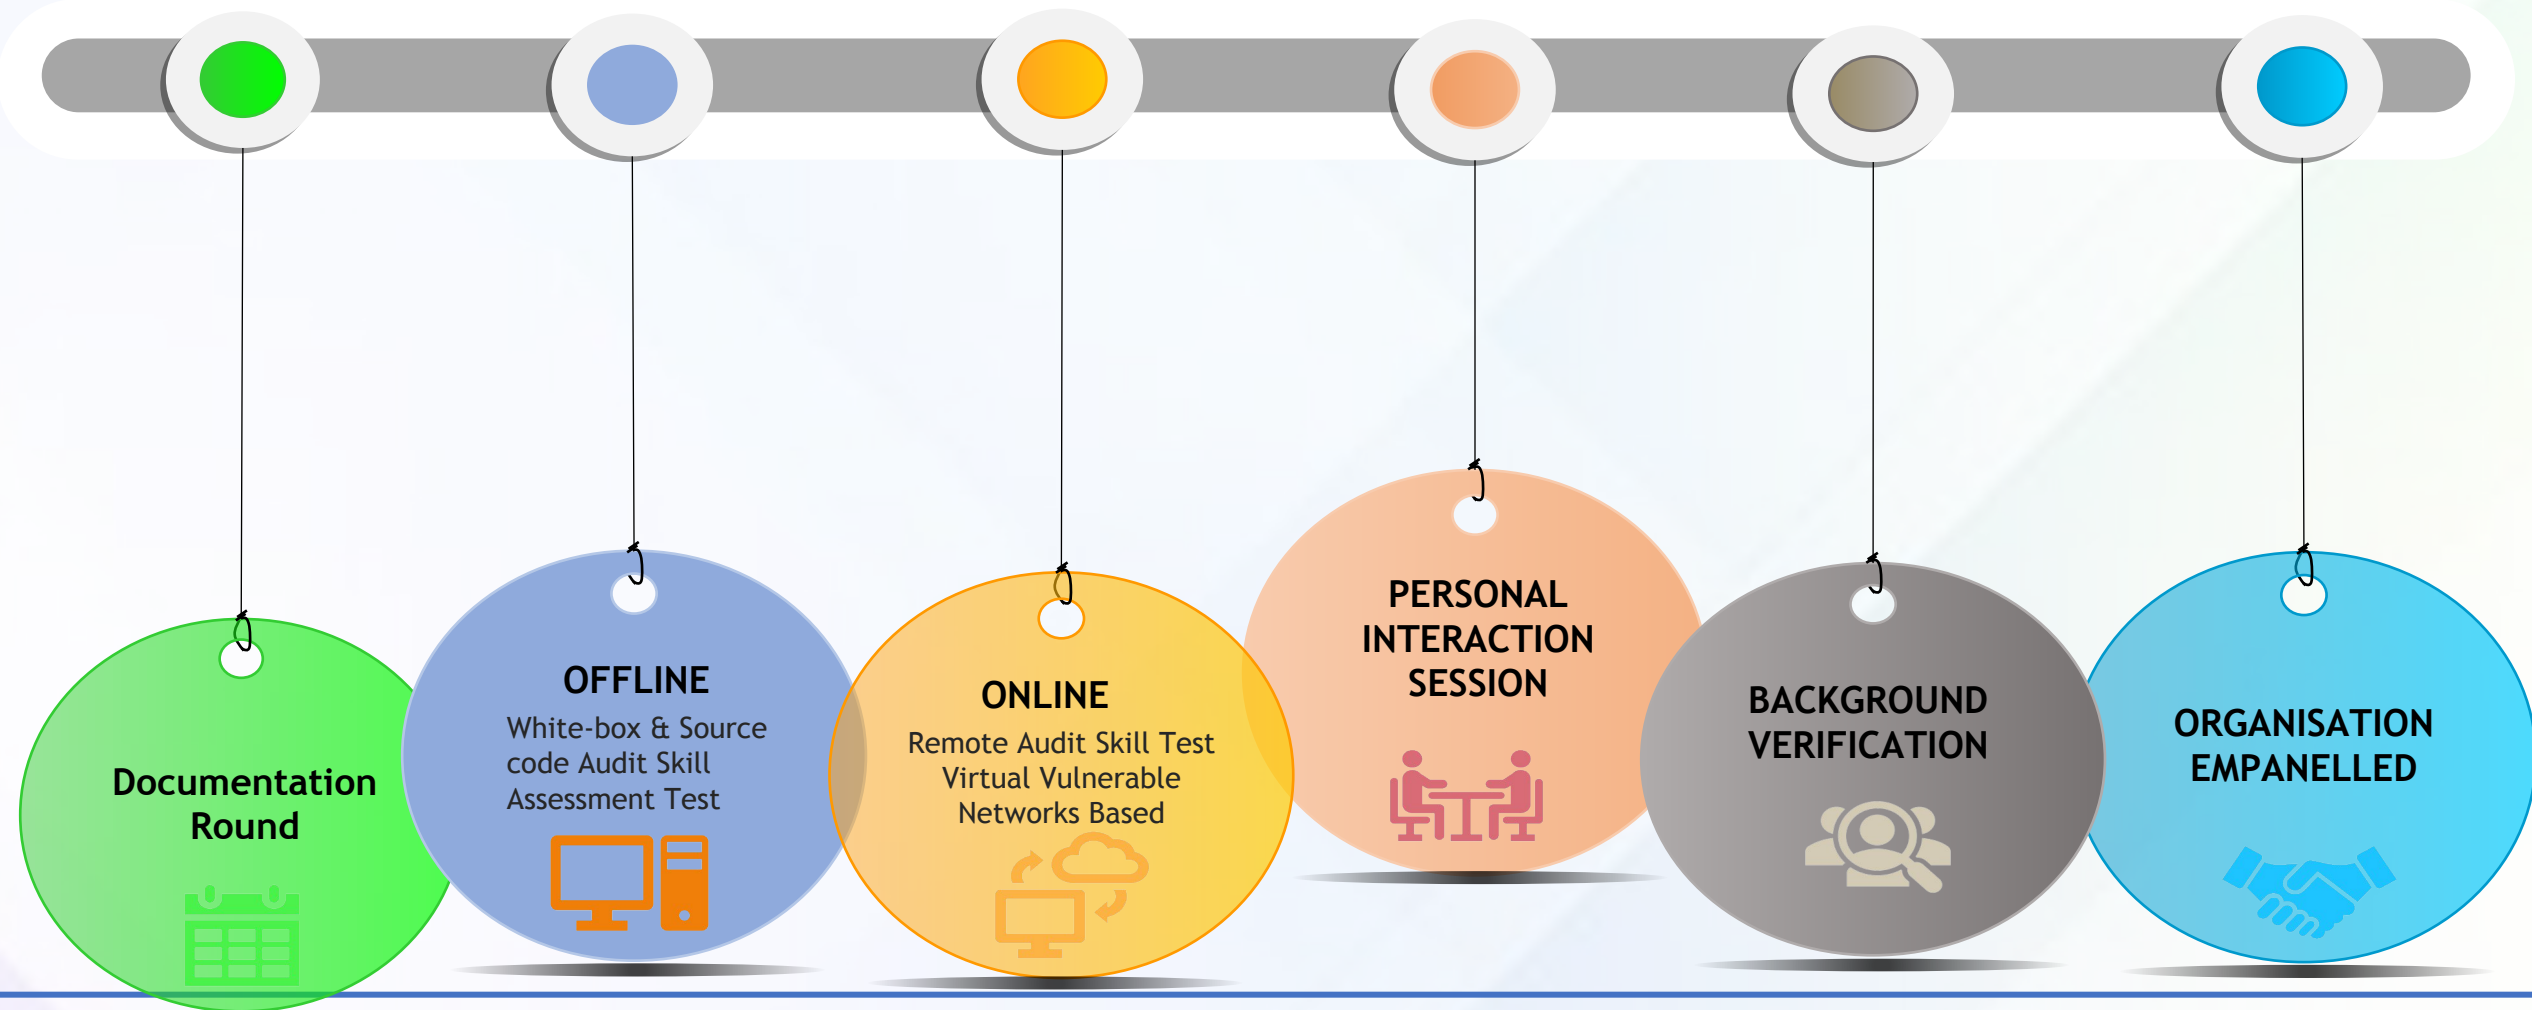 Documentation
Round
OFFLINE
White-box & Source
code Audit Skill
Assessment Test
ONLINE
Remote Audit Skill Test
Virtual Vulnerable
Networks Based
PERSONAL
INTERACTION
SESSION
BACKGROUND
VERIFICATION
ORGANISATION
EMPANELLED